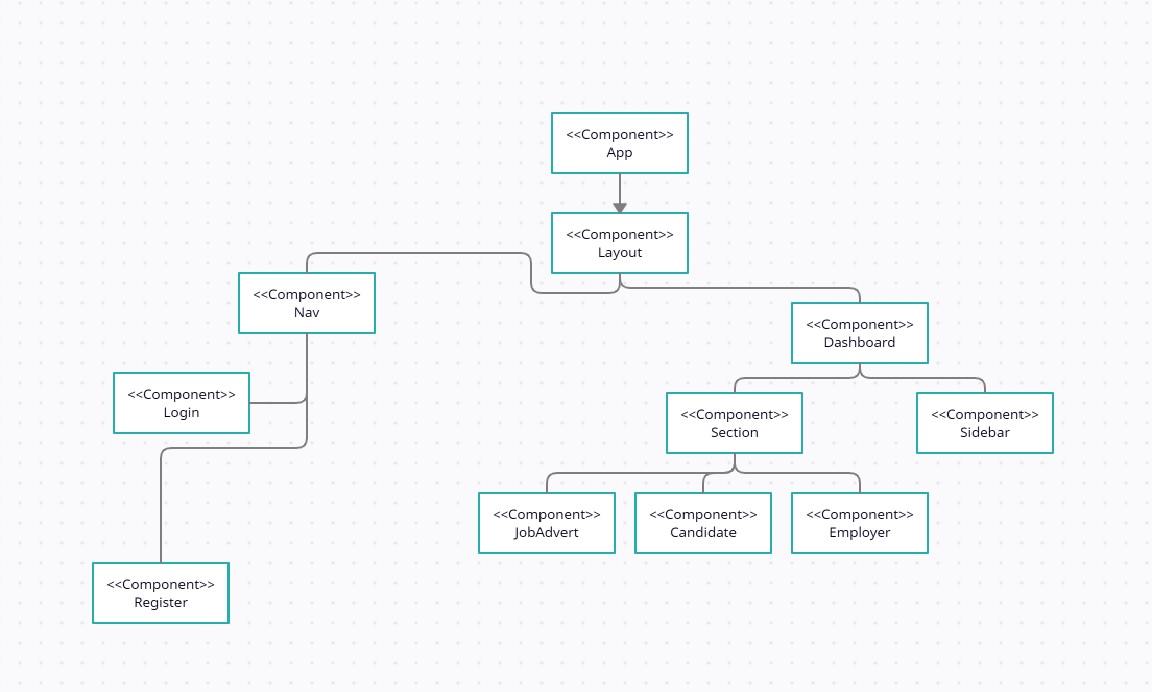 <<Component>>
App
<<Component>>
Layout
<<Component>>
Nav
<<Component>>
Dashboard
<<Component>>
Login
<<Component>>
Section
<<Component>>
Sidebar
<<Component>>
JobAdvert
<<Component>>
Candidate
<<Component>>
Employer
<<Component>>
Register